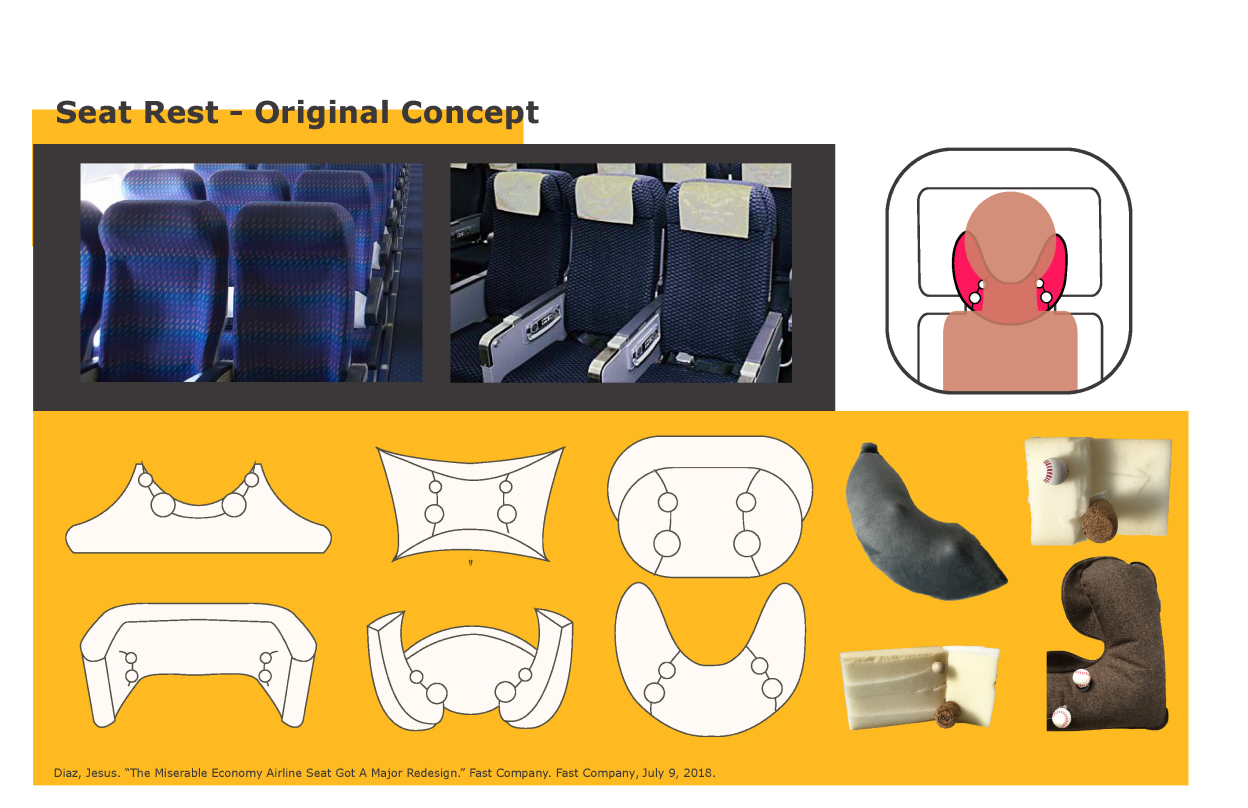 Seat Rest - Original Concept
"
Diaz, Jesus. “The Miserable Economy Airline Seat Got A Major Redesign.” Fast Company. Fast Company, July 9, 2018.